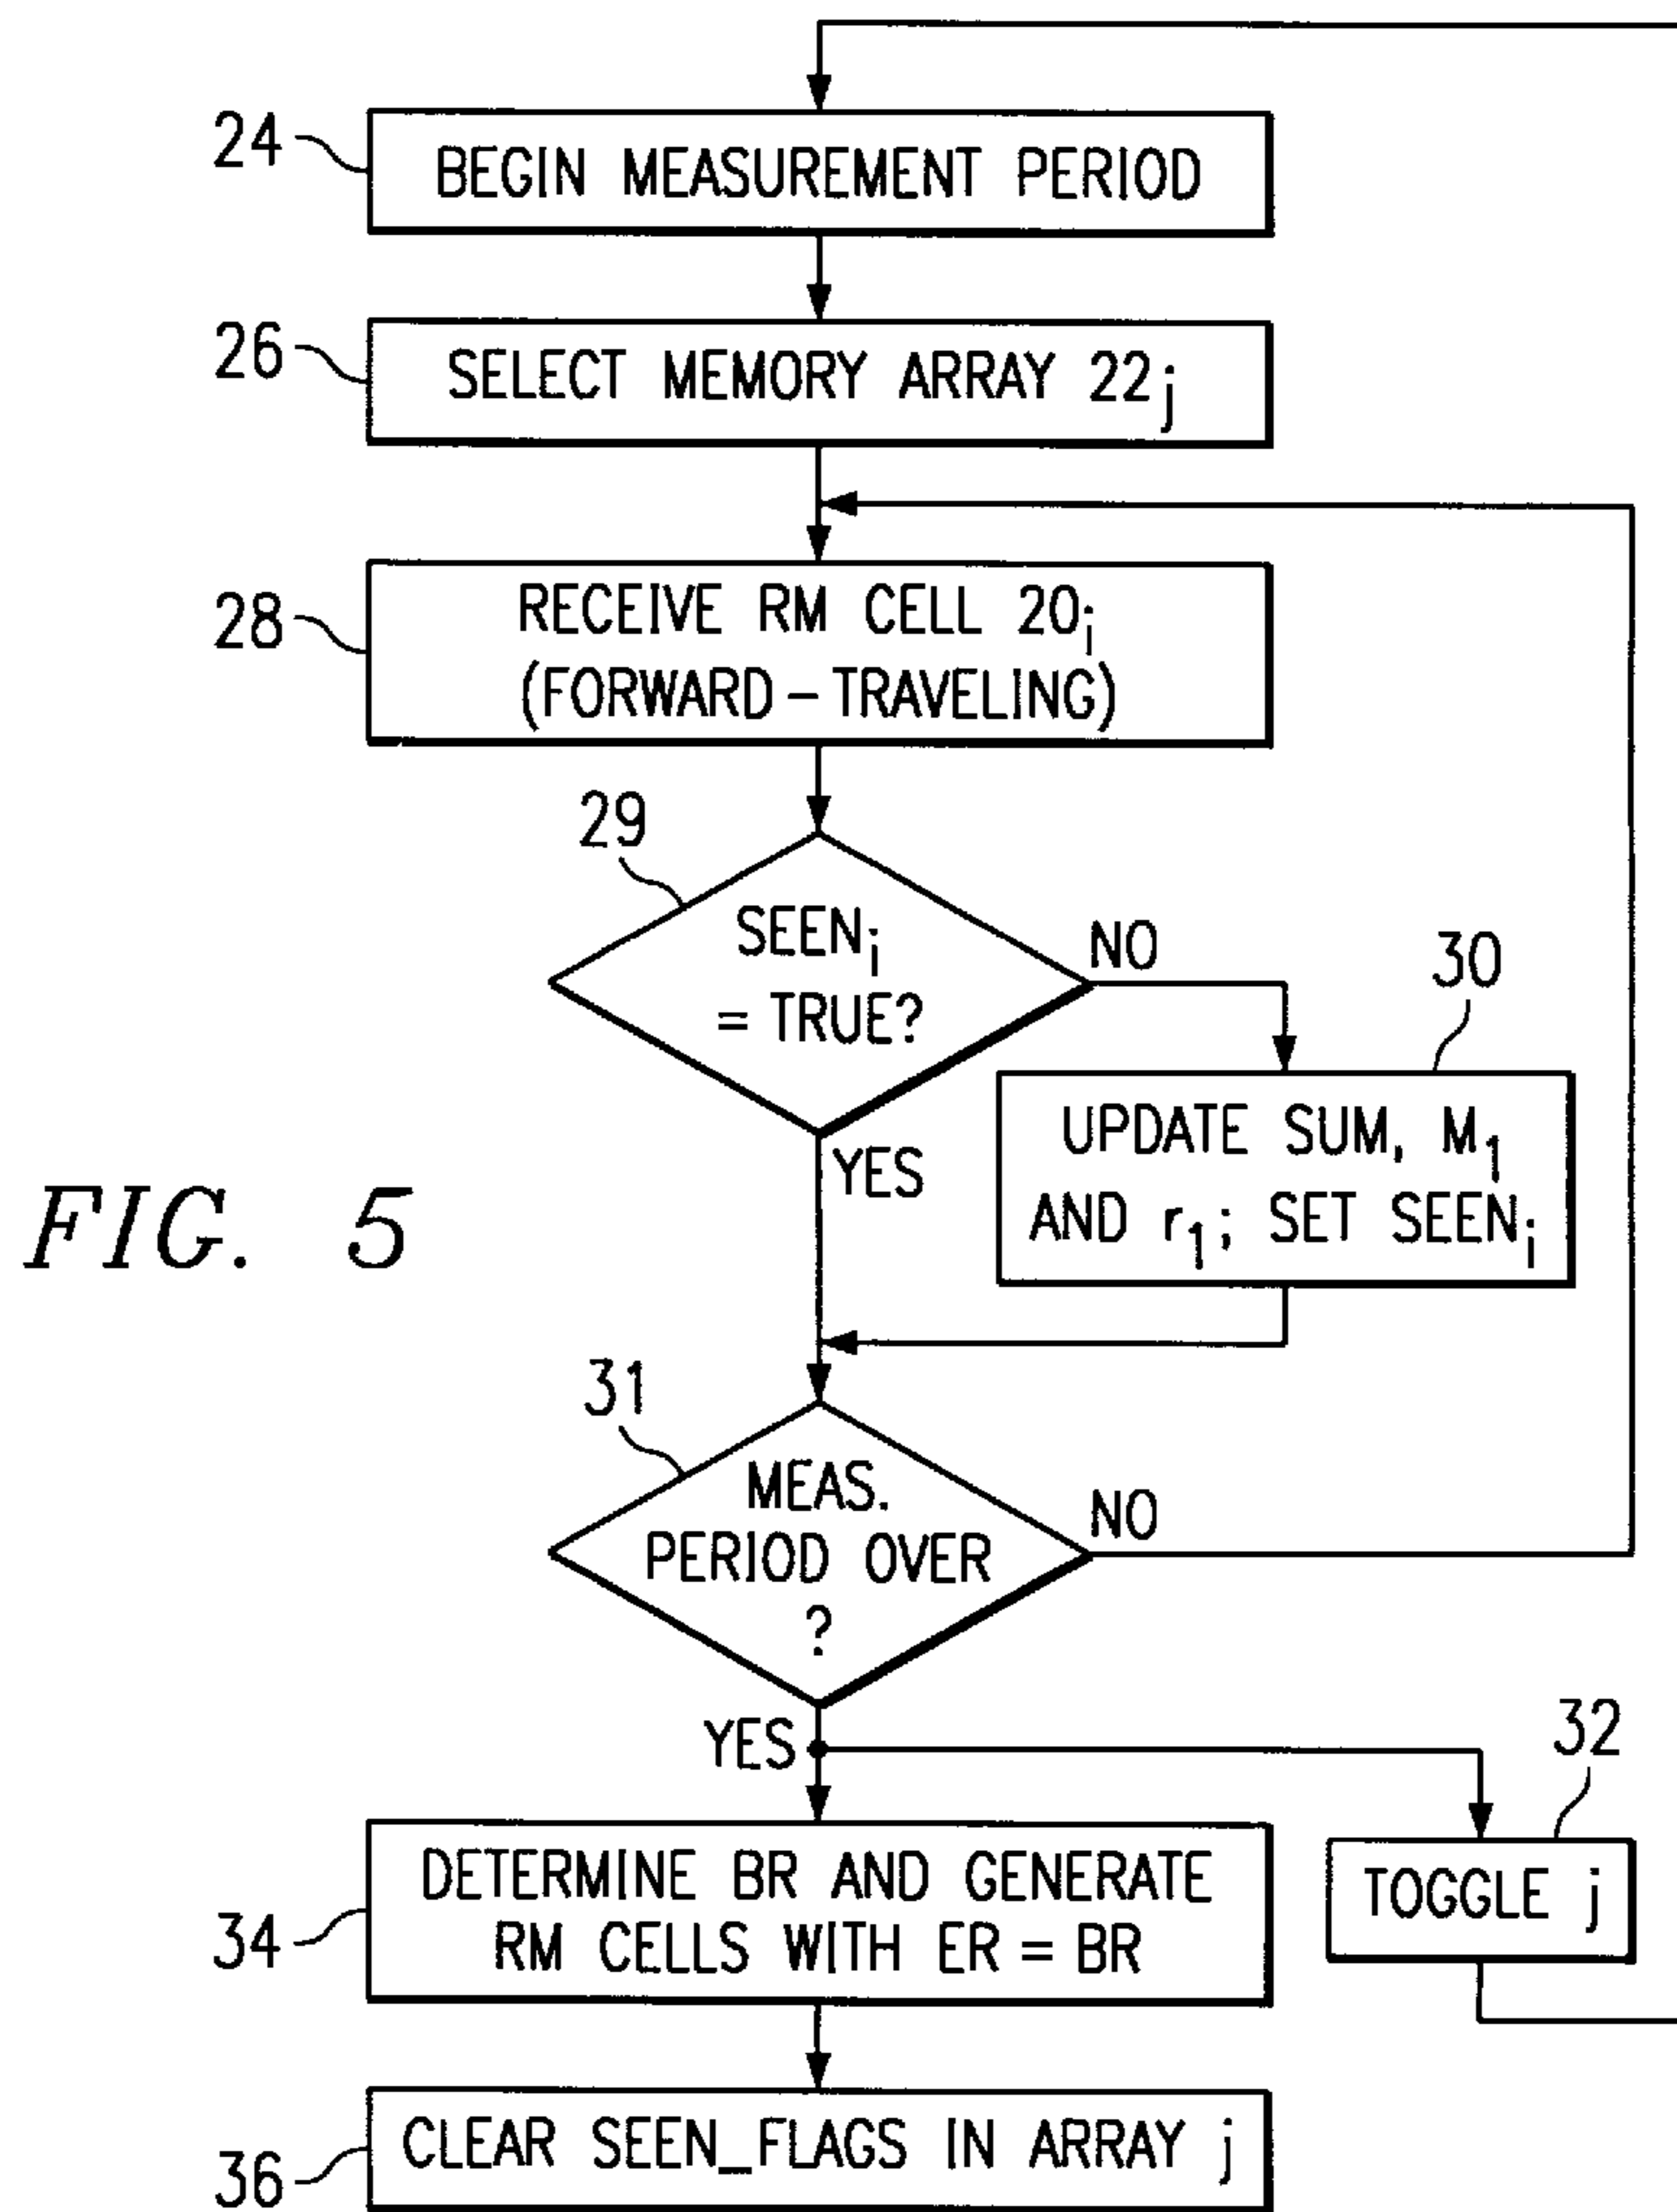 24
BEGIN MEASUREMENT PERIOD
26
SELECT MEMORY ARRAY 22j
28
RECEIVE RM CELL 20i
(FORWARD-TRAVELING)
29
SEENi
= TRUE?
NO
30
YES
UPDATE SUM, M1
AND r1; SET SEENi
FIG. 5
31
MEAS.
PERIOD OVER
?
NO
YES
32
TOGGLE j
34
DETERMINE BR AND GENERATE
RM CELLS WITH ER = BR
36
CLEAR SEEN_FLAGS IN ARRAY j